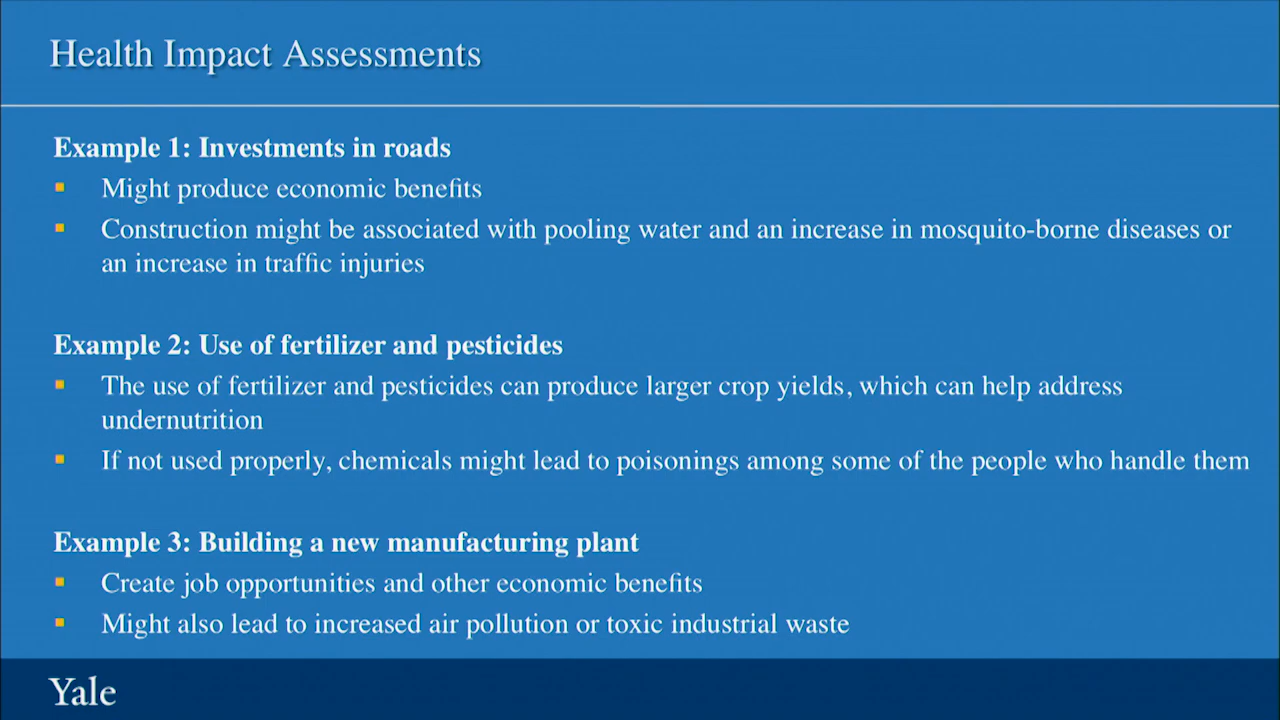 Health Impact Assessments
Example 1: Investments in roads
Might produce economic benefits
Construction might be associated with pooling water and an increase in mosquito-borne diseases or
an increase in traffic injuries
Example 2: Use of fertilizer and pesticides
The use of fertilizer and pesticides can produce larger crop yields, which can help address
undernutrition
If not used properly, chemicals might lead to poisonings among some of the people who handle them
Example 3: Building a new manufacturing plant
Create job opportunities and other economic benefits
Might also lead to increased air pollution or toxic industrial waste
Yale